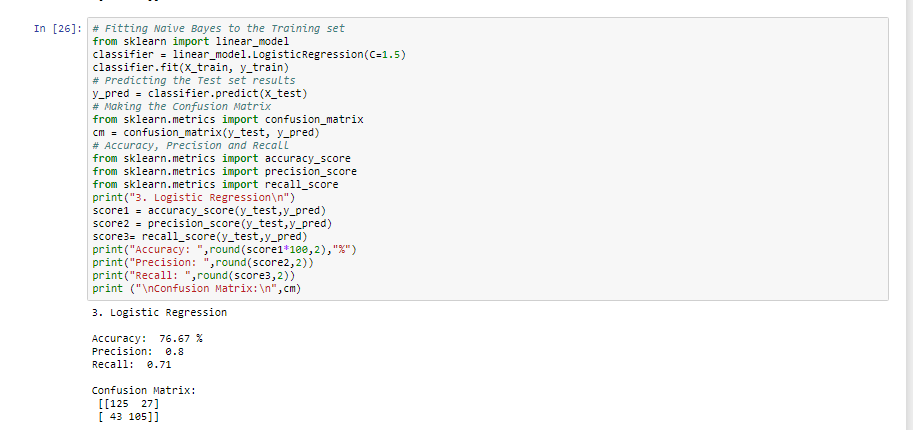 In [26]: # Fitting Naive Bayes to the Training set
from sklearn import linear_model
classifier = linear_model.LogisticRegression(C=1.5)
classifier.fit(X_train, y_train)
# Predicting the Test set results
y_pred = classifier.predict(X_test)
# Making the Confusion Matrix
from sklearn.metrics import confusion_matrix
cm = confusion_matrix(y_test, y_pred)
# Accuracy, Precision and Recall
from sklearn.metrics import accuracy_score
from sklearn.metrics import precision_score
from sklearn.metrics import recall_score
print("3. Logistic Regression\n")
score1 = accuracy_score(y_test,y_pred)
score2 = precision_score(y_test,y_pred)
score3= recall_score(y_test,y_pred)
print("Accuracy: ",round(score1*100,2),"%")
print("Precision: ",round(score2,2))
print("Recall: ",round(score3,2))
print ("\nConfusion Matrix:\n",cm)
3. Logistic Regression
Accuracy:  76.67 %
Precision:  0.8
Recall:  0.71
Confusion Matrix:
 [[125  27]
 [ 43 105]]